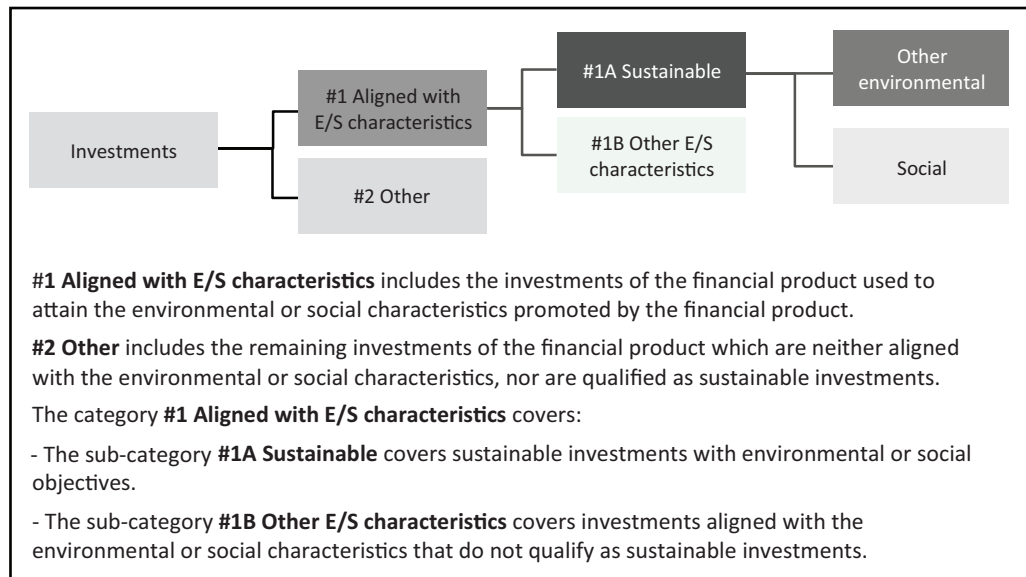 Investments
#1 Aligned with
E/S characteristics
#2 Other
#1A Sustainable
#1B Other E/S
characteristics
Other
environmental
Social
#1 Aligned with E/S characteristics includes the investments of the financial product used to
attain the environmental or social characteristics promoted by the financial product.
#2 Other includes the remaining investments of the financial product which are neither aligned
with the environmental or social characteristics, nor are qualified as sustainable investments.
The category #1 Aligned with E/S characteristics covers:
- The sub-category #1A Sustainable covers sustainable investments with environmental or social
objectives.
- The sub-category #1B Other E/S characteristics covers investments aligned with the
environmental or social characteristics that do not qualify as sustainable investments.